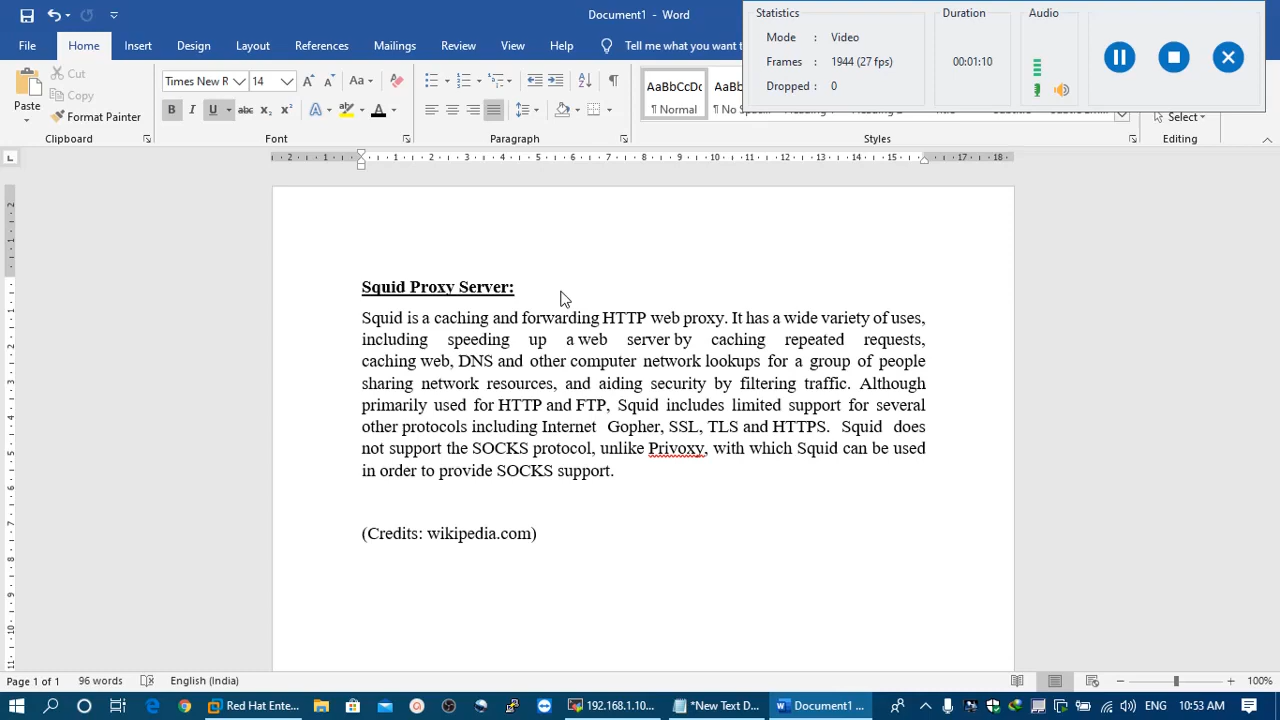 Document1 - Word
Statistics
Mode : Video
Frames : 1944 (27 fps)
Dropped : 0
Duration
00:01:10
Audio
File Home Insert Design Layout References Mailings Review View Help Tell me what you want
Paste
Cut
Copy
Format Painter
Clipboard
Times New R 14
B I U abc x₂ x²
Font
Paragraph
AaBbCcDc
¶ Normal
Styles
Select
Editing
Squid Proxy Server:
Squid is a caching and forwarding HTTP web proxy. It has a wide variety of uses,
including speeding up a web server by caching repeated requests,
caching web, DNS and other computer network lookups for a group of people
sharing network resources, and aiding security by filtering traffic. Although
primarily used for HTTP and FTP, Squid includes limited support for several
other protocols including Internet Gopher, SSL, TLS and HTTPS. Squid does
not support the SOCKS protocol, unlike Privoxy, with which Squid can be used
in order to provide SOCKS support.
(Credits: wikipedia.com)
Page 1 of 1 96 words English (India) 100%
Red Hat Ente... 192.168.1.10... *New Text D... Document1 ... ENG 10:53 AM